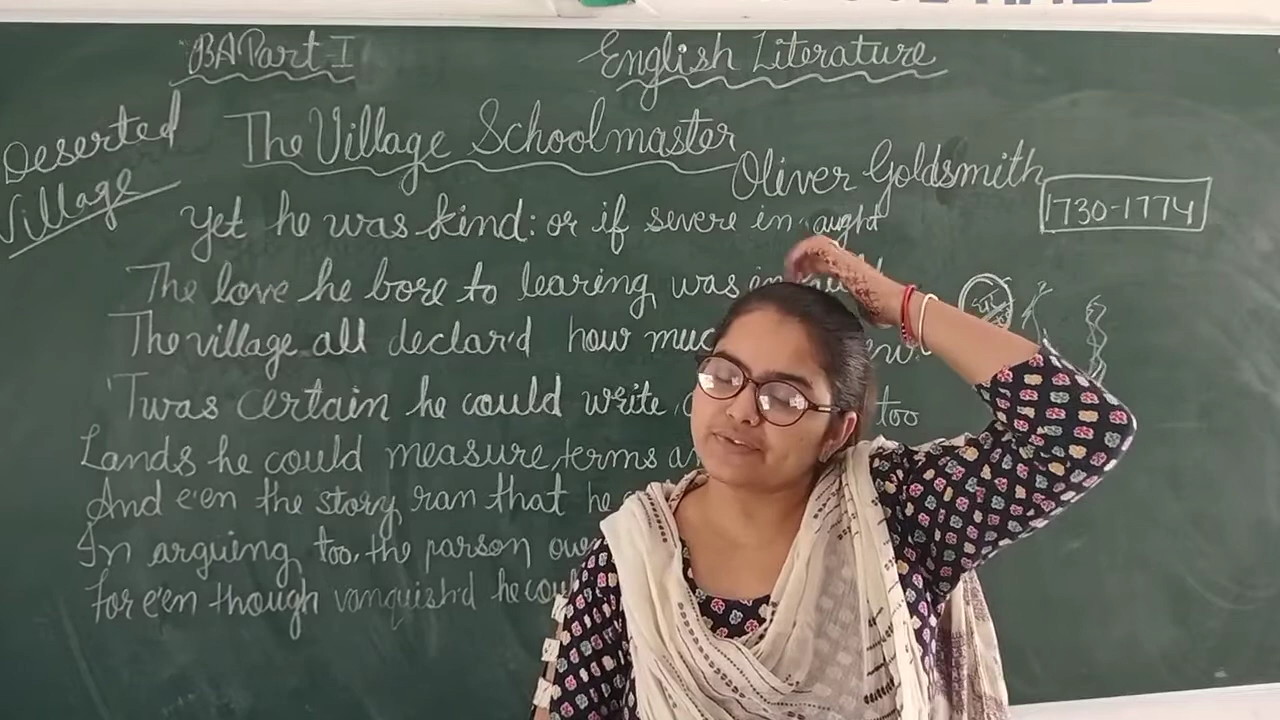 BA Part-I
English Literature
Deserted
Village
The Village Schoolmaster
Oliver Goldsmith
1730-1774
Yet he was kind: or if severe in aught
The love he bore to learing was in
The village all declar'd how muc
'Twas certain he could write, too
Lands he could measure, terms a
And e'en the story ran that he
In arguing too, the parson ow
For e'en though vanquish'd he cou